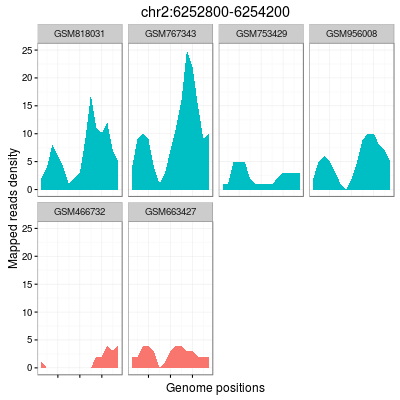 chr2:6252800-6254200
GSM818031 GSM767343 GSM753429 GSM956008
25
20
15
10
5
0
Mapped reads density
GSM466732 GSM663427
25
20
15
10
5
0
Genome positions